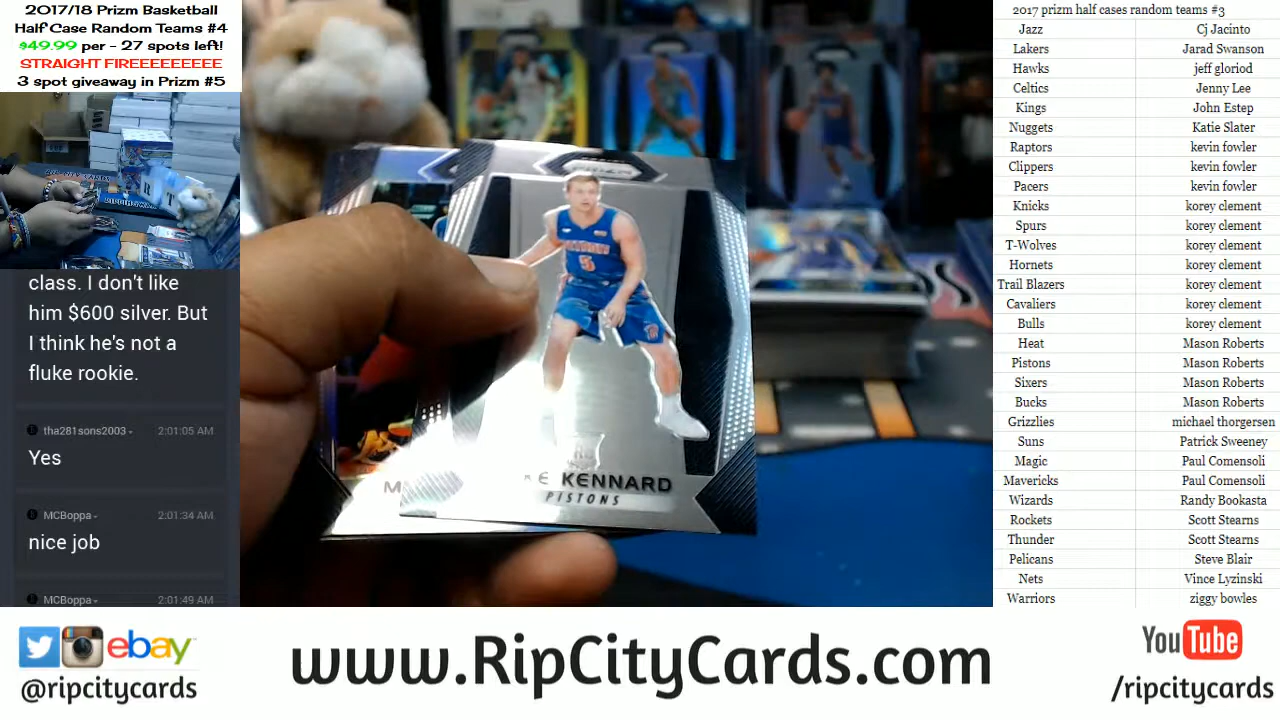 2017/18 Prizm Basketball
Half Case Random Teams #4
$49.99 per - 27 spots left!
STRAIGHT FIREEEEEEEEE
3 spot giveaway in Prizm #5
class. I don't like
him $600 silver. But
I think he's not a
fluke rookie.
tha281sons2003
2:01:05 AM
Yes
MCBoppa
2:01:34 AM
nice job
MCBoppa
2:01:49 AM
PRIZM
DETROIT
5
RC
KENNARD
PISTONS
2017 prizm half cases random teams #3
Jazz Cj Jacinto
Lakers Jarad Swanson
Hawks jeff gloriod
Celtics Jenny Lee
Kings John Estep
Nuggets Katie Slater
Raptors kevin fowler
Clippers kevin fowler
Pacers kevin fowler
Knicks korey clement
Spurs korey clement
T-Wolves korey clement
Hornets korey clement
Trail Blazers korey clement
Cavaliers korey clement
Bulls korey clement
Heat Mason Roberts
Pistons Mason Roberts
Sixers Mason Roberts
Bucks Mason Roberts
Grizzlies michael thorgersen
Suns Patrick Sweeney
Magic Paul Comensoli
Mavericks Paul Comensoli
Wizards Randy Bookasta
Rockets Scott Stearns
Thunder Scott Stearns
Pelicans Steve Blair
Nets Vince Lyzinski
Warriors ziggy bowles
ebay
@ripcitycards
www.RipCityCards.com
YouTube
/ripcitycards